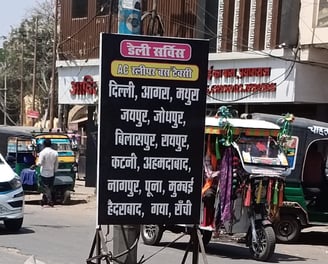 डेली सर्विस
AC स्लीपर बस टैक्सी
दिल्ली, आगरा, मथुरा
जयपुर, जोधपुर,
बिलासपुर, रायपुर,
कटनी, अहमदाबाद,
नागपुर, पूना, मुम्बई
हैदराबाद, गया, राँची